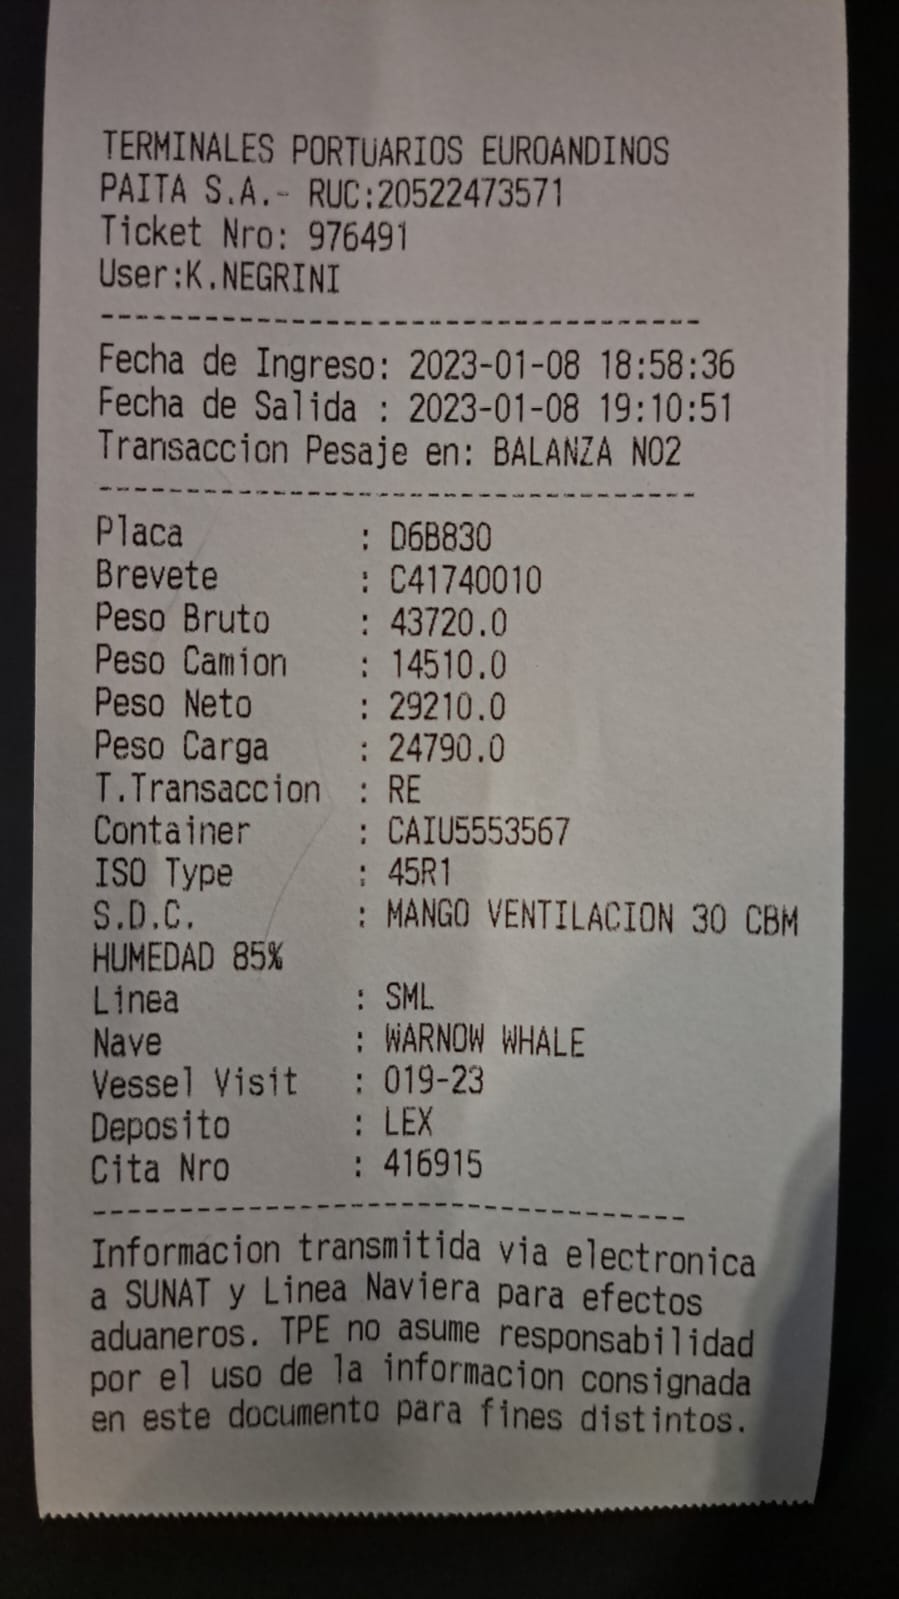 TERMINALES PORTUARIOS EUROANDINOS
PAITA S.A.- RUC:20522473571
Ticket Nro: 976491
User:K.NEGRINI
-----------------------------------
Fecha de Ingreso: 2023-01-08 18:58:36
Fecha de Salida : 2023-01-08 19:10:51
Transaccion Pesaje en: BALANZA NO2
-----------------------------------
Placa : D6B830
Brevete : C41740010
Peso Bruto : 43720.0
Peso Camion : 14510.0
Peso Neto : 29210.0
Peso Carga : 24790.0
T.Transaccion : RE
Container : CAIU5553567
ISO Type : 45R1
S.D.C. : MANGO VENTILACION 30 CBM
HUMEDAD 85%
Linea : SML
Nave : WARNOW WHALE
Vessel Visit : 019-23
Deposito : LEX
Cita Nro : 416915
-----------------------------------
Informacion transmitida via electronica
a SUNAT y Linea Naviera para efectos
aduaneros. TPE no asume responsabilidad
por el uso de la informacion consignada
en este documento para fines distintos.